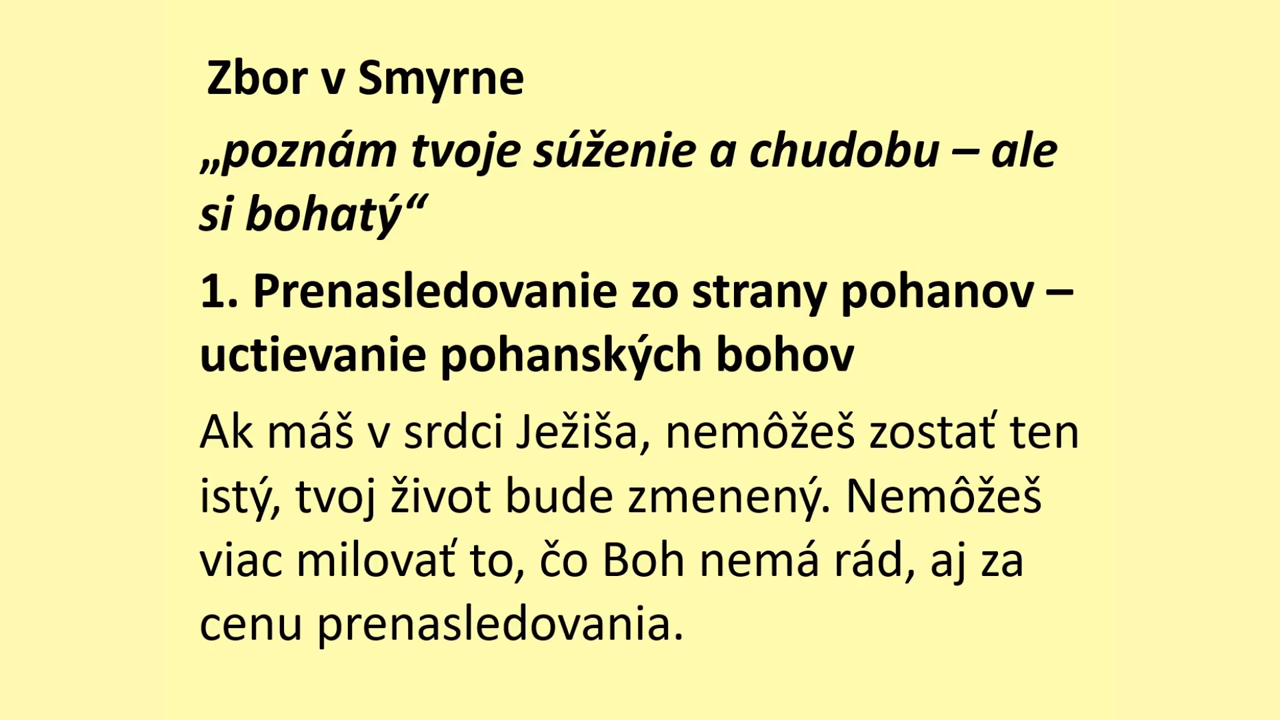 Zbor v Smyrne
„poznám tvoje súženie a chudobu – ale
si bohatý“
1. Prenasledovanie zo strany pohanov –
uctievanie pohanských bohov
Ak máš v srdci Ježiša, nemôžeš zostať ten
istý, tvoj život bude zmenený. Nemôžeš
viac milovať to, čo Boh nemá rád, aj za
cenu prenasledovania.